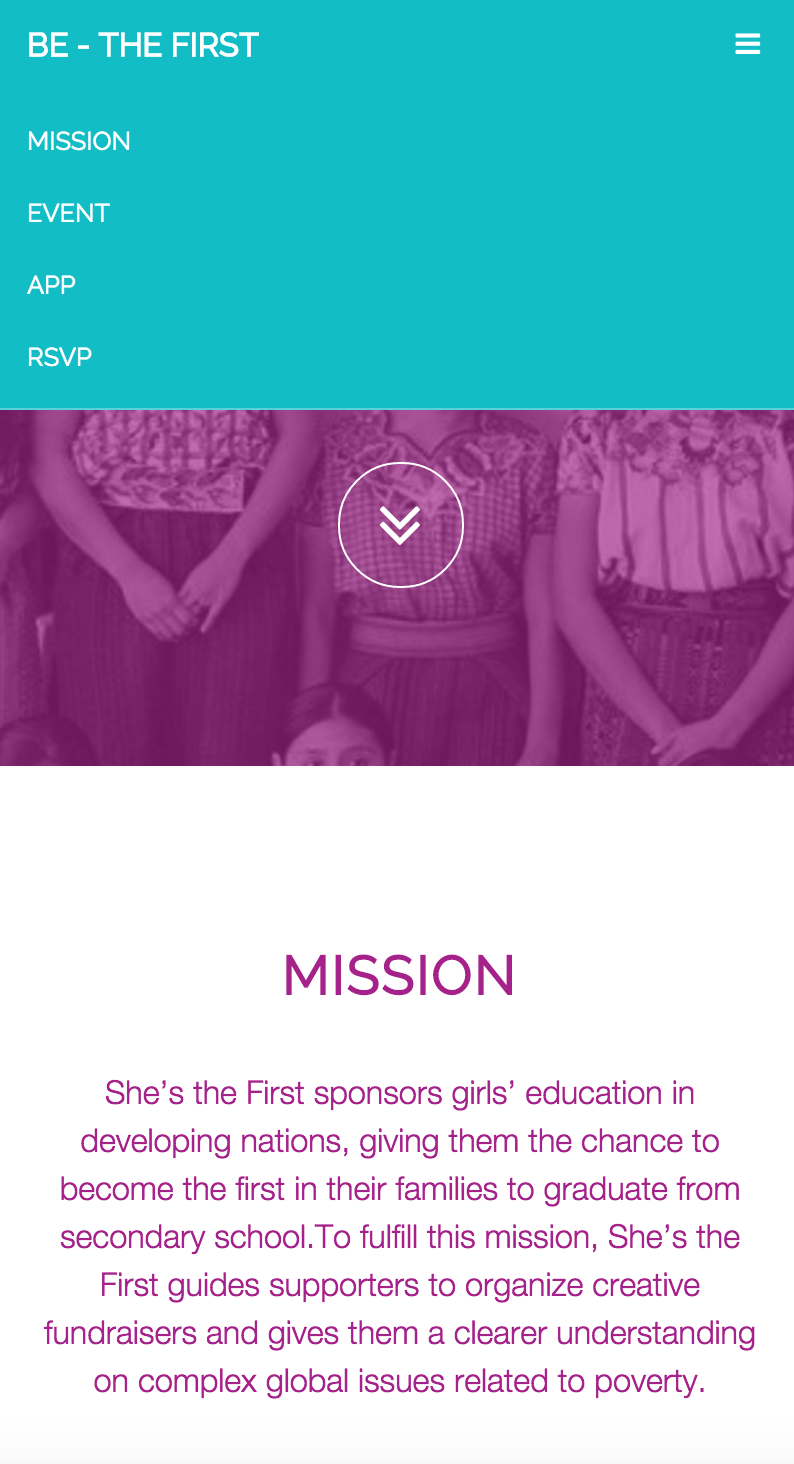 BE - THE FIRST
MISSION
EVENT
APP
RSVP
MISSION
She’s the First sponsors girls’ education in
developing nations, giving them the chance to
become the first in their families to graduate from
secondary school.To fulfill this mission, She’s the
First guides supporters to organize creative
fundraisers and gives them a clearer understanding
on complex global issues related to poverty.